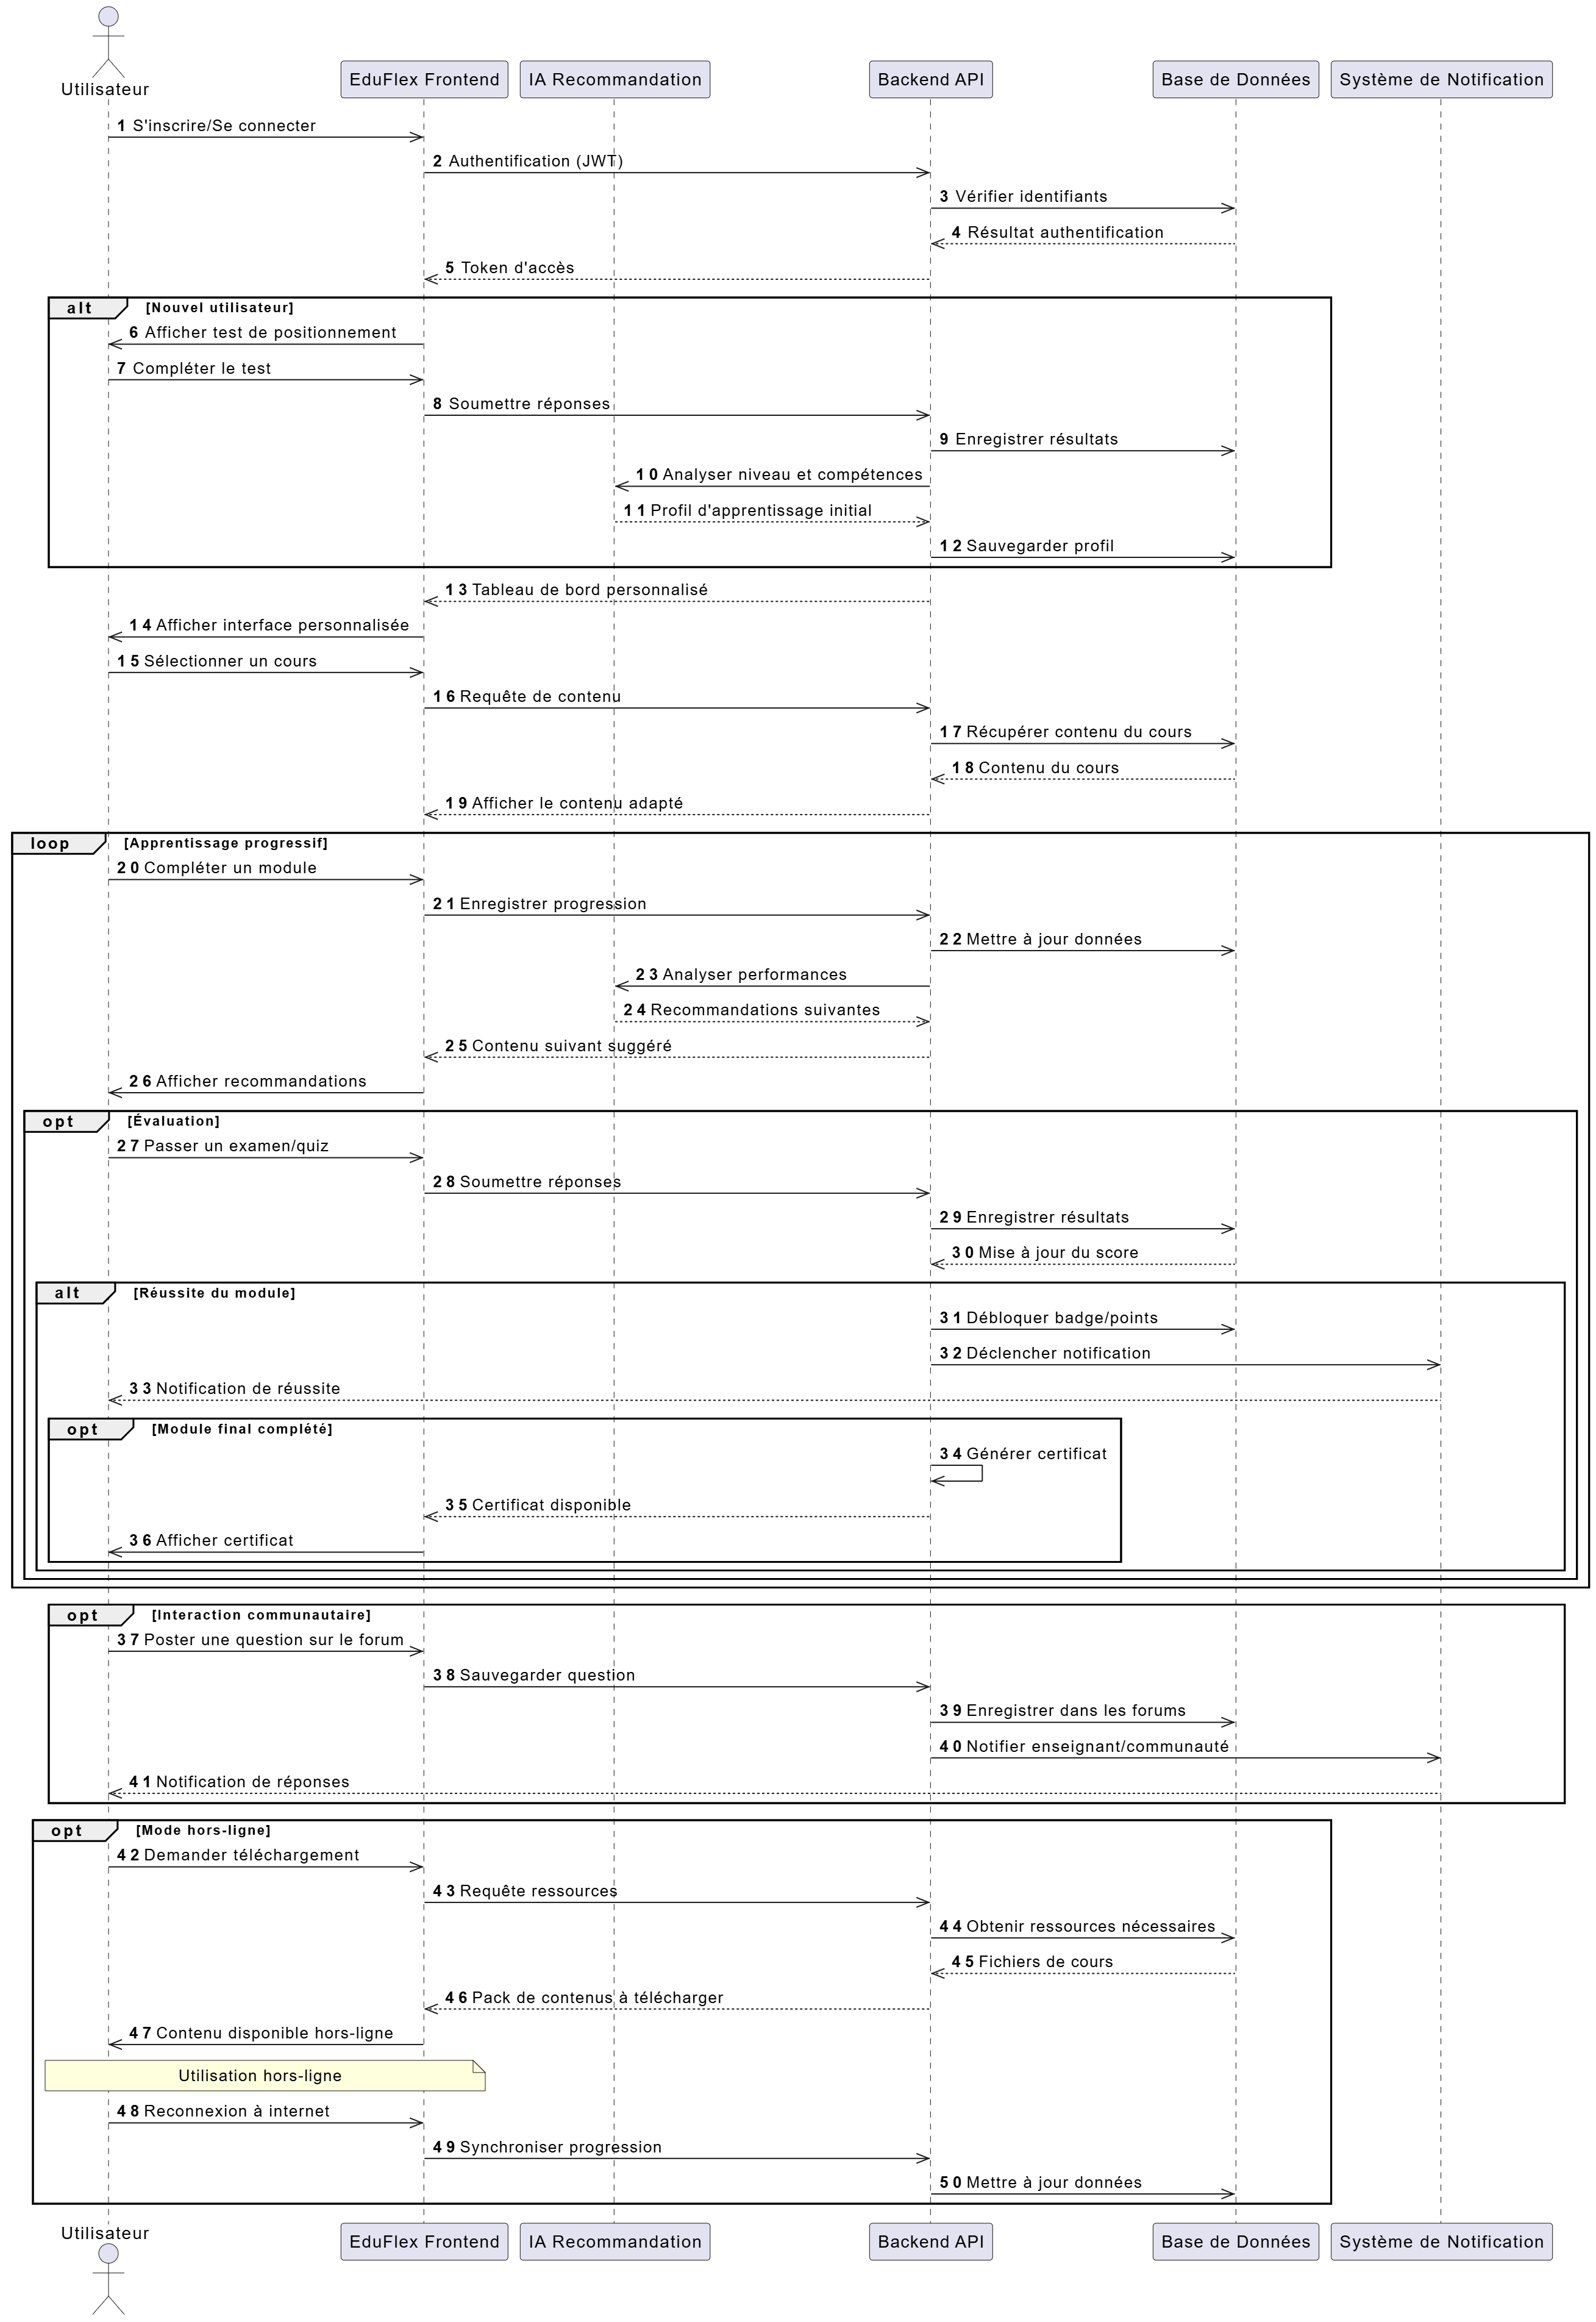 Utilisateur
EduFlex Frontend
IA Recommandation
Backend API
Base de Données
Système de Notification
1 S'inscrire/Se connecter
2 Authentification (JWT)
3 Vérifier identifiants
4 Résultat authentification
5 Token d'accès
alt [Nouvel utilisateur]
6 Afficher test de positionnement
7 Compléter le test
8 Soumettre réponses
9 Enregistrer résultats
10 Analyser niveau et compétences
11 Profil d'apprentissage initial
12 Sauvegarder profil
13 Tableau de bord personnalisé
14 Afficher interface personnalisée
15 Sélectionner un cours
16 Requête de contenu
17 Récupérer contenu du cours
18 Contenu du cours
19 Afficher le contenu adapté
loop [Apprentissage progressif]
20 Compléter un module
21 Enregistrer progression
22 Mettre à jour données
23 Analyser performances
24 Recommandations suivantes
25 Contenu suivant suggéré
26 Afficher recommandations
opt [Évaluation]
27 Passer un examen/quiz
28 Soumettre réponses
29 Enregistrer résultats
30 Mise à jour du score
alt [Réussite du module]
31 Débloquer badge/points
32 Déclencher notification
33 Notification de réussite
opt [Module final complété]
34 Générer certificat
35 Certificat disponible
36 Afficher certificat
opt [Interaction communautaire]
37 Poster une question sur le forum
38 Sauvegarder question
39 Enregistrer dans les forums
40 Notifier enseignant/communauté
41 Notification de réponses
opt [Mode hors-ligne]
42 Demander téléchargement
43 Requête ressources
44 Obtenir ressources nécessaires
45 Fichiers de cours
46 Pack de contenus à télécharger
47 Contenu disponible hors-ligne
Utilisation hors-ligne
48 Reconnexion à internet
49 Synchroniser progression
50 Mettre à jour données
Utilisateur
EduFlex Frontend
IA Recommandation
Backend API
Base de Données
Système de Notification